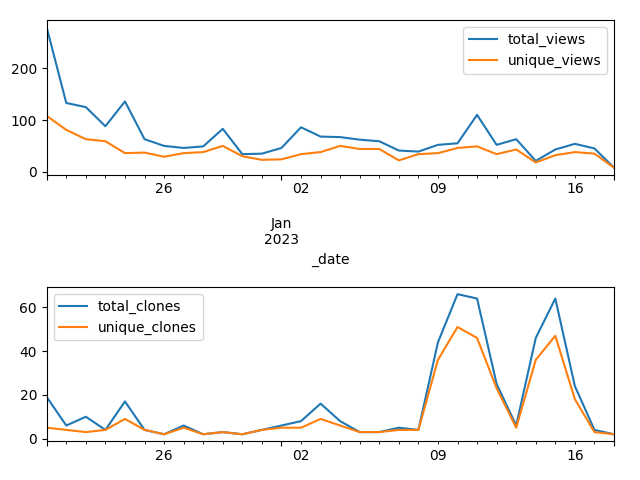 total_views
unique_views
200
100
0
26 02 09 16
Jan
2023
_date
total_clones
unique_clones
60
40
20
0
26 02 09 16